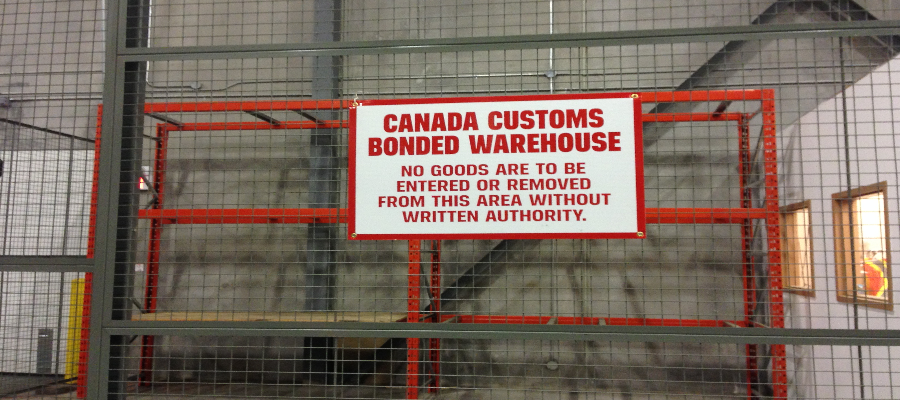 CANADA CUSTOMS
BONDED WAREHOUSE
NO GOODS ARE TO BE
ENTERED OR REMOVED
FROM THIS AREA WITHOUT
WRITTEN AUTHORITY.